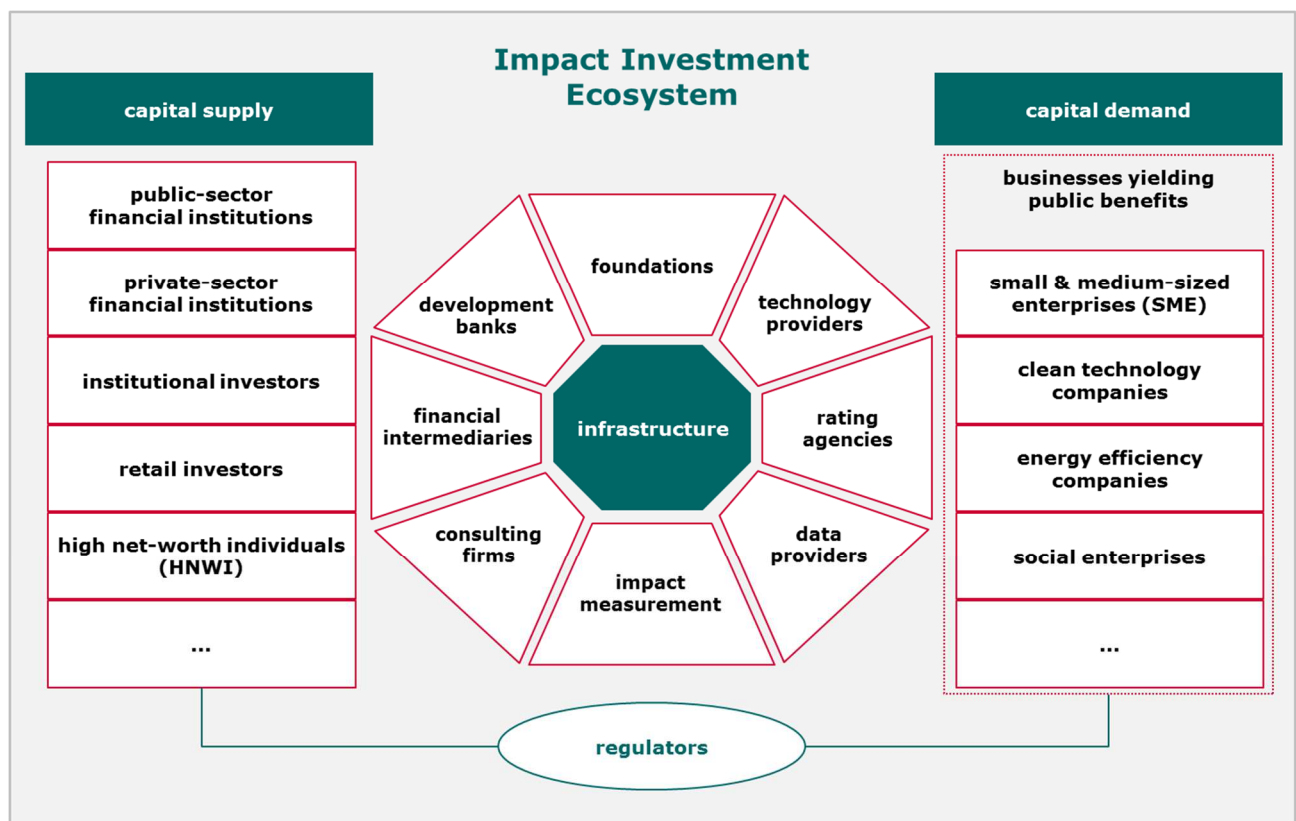 Impact Investment
Ecosystem
capital supply
public-sector
financial institutions
private-sector
financial institutions
institutional investors
retail investors
high net-worth individuals
(HNWI)
...
foundations
technology
providers
rating
agencies
data
providers
impact
measurement
consulting
firms
financial
intermediaries
development
banks
infrastructure
capital demand
businesses yielding
public benefits
small & medium-sized
enterprises (SME)
clean technology
companies
energy efficiency
companies
social enterprises
...
regulators